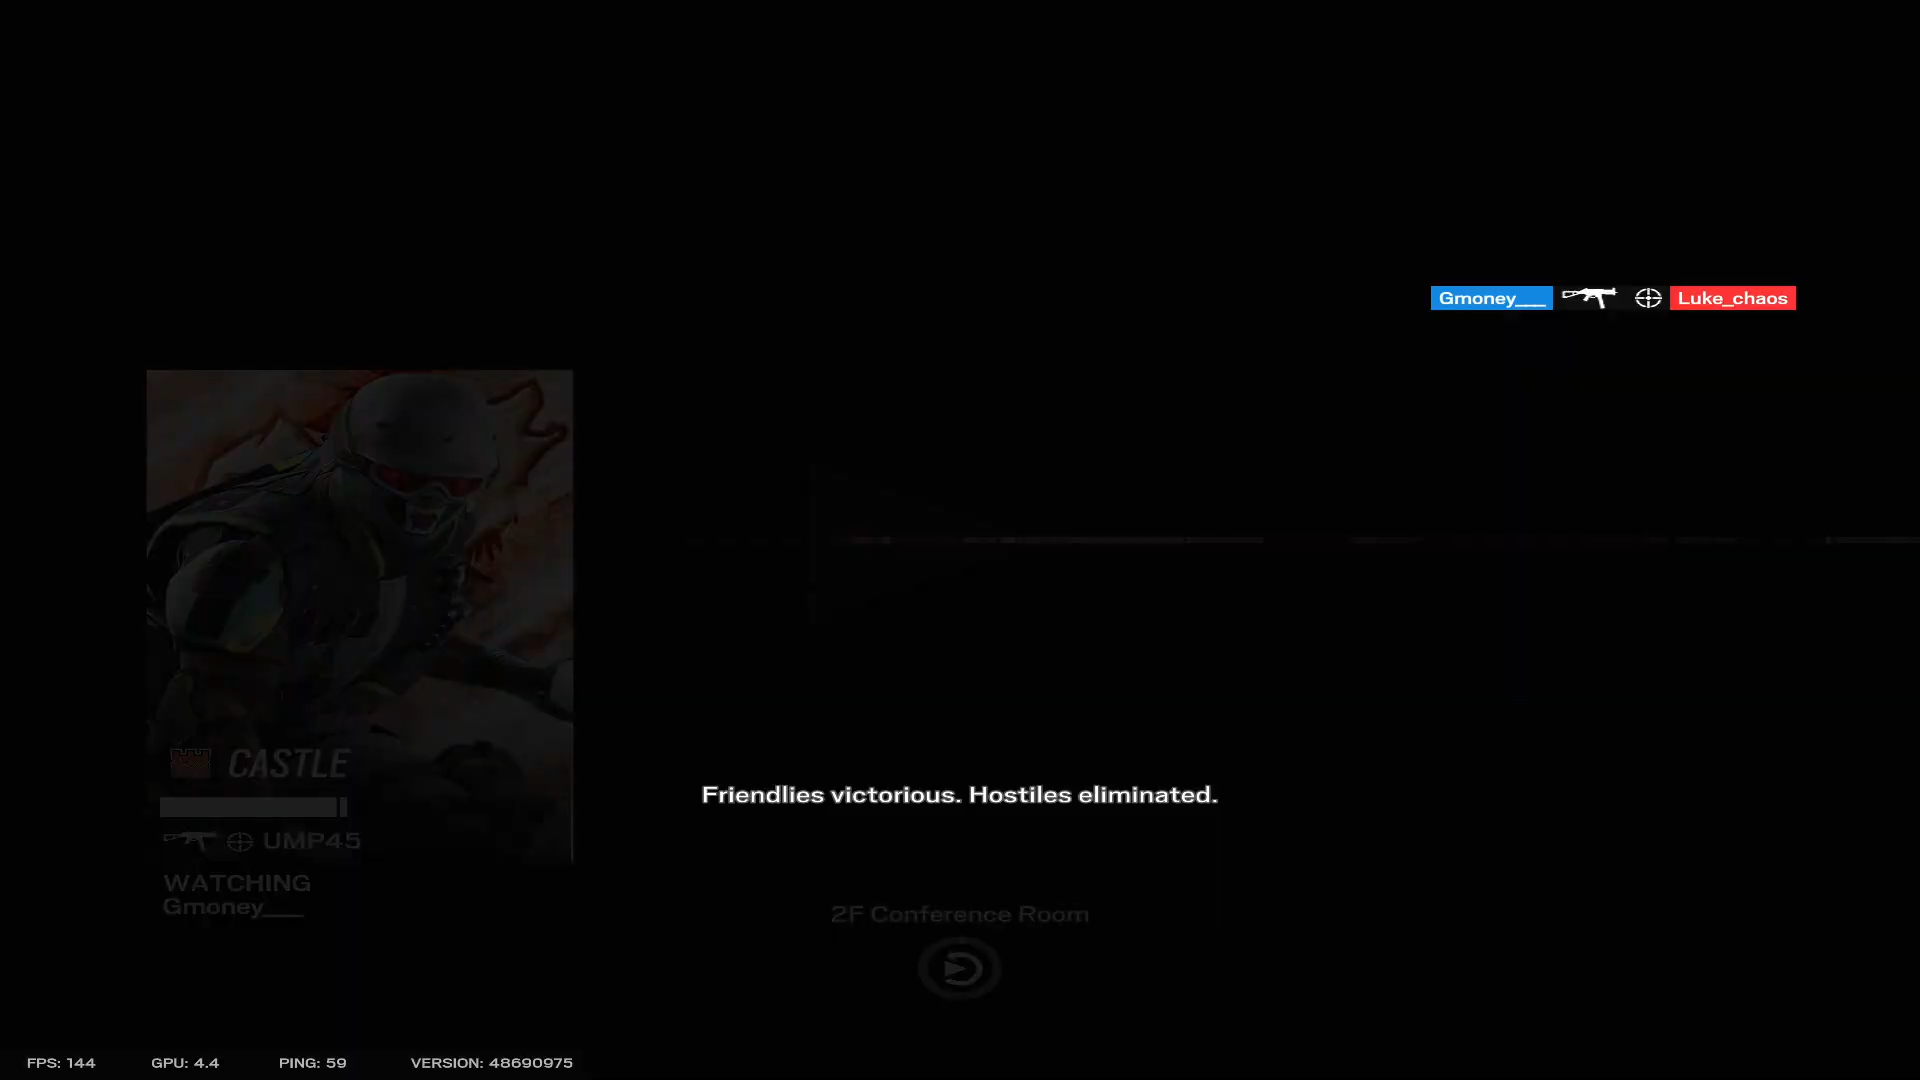 Gmoney___ Luke_chaos
CASTLE
UMP45
WATCHING
Gmoney___
Friendlies victorious. Hostiles eliminated.
2F Conference Room
FPS: 144 GPU: 4.4 PING: 59 VERSION: 48690975